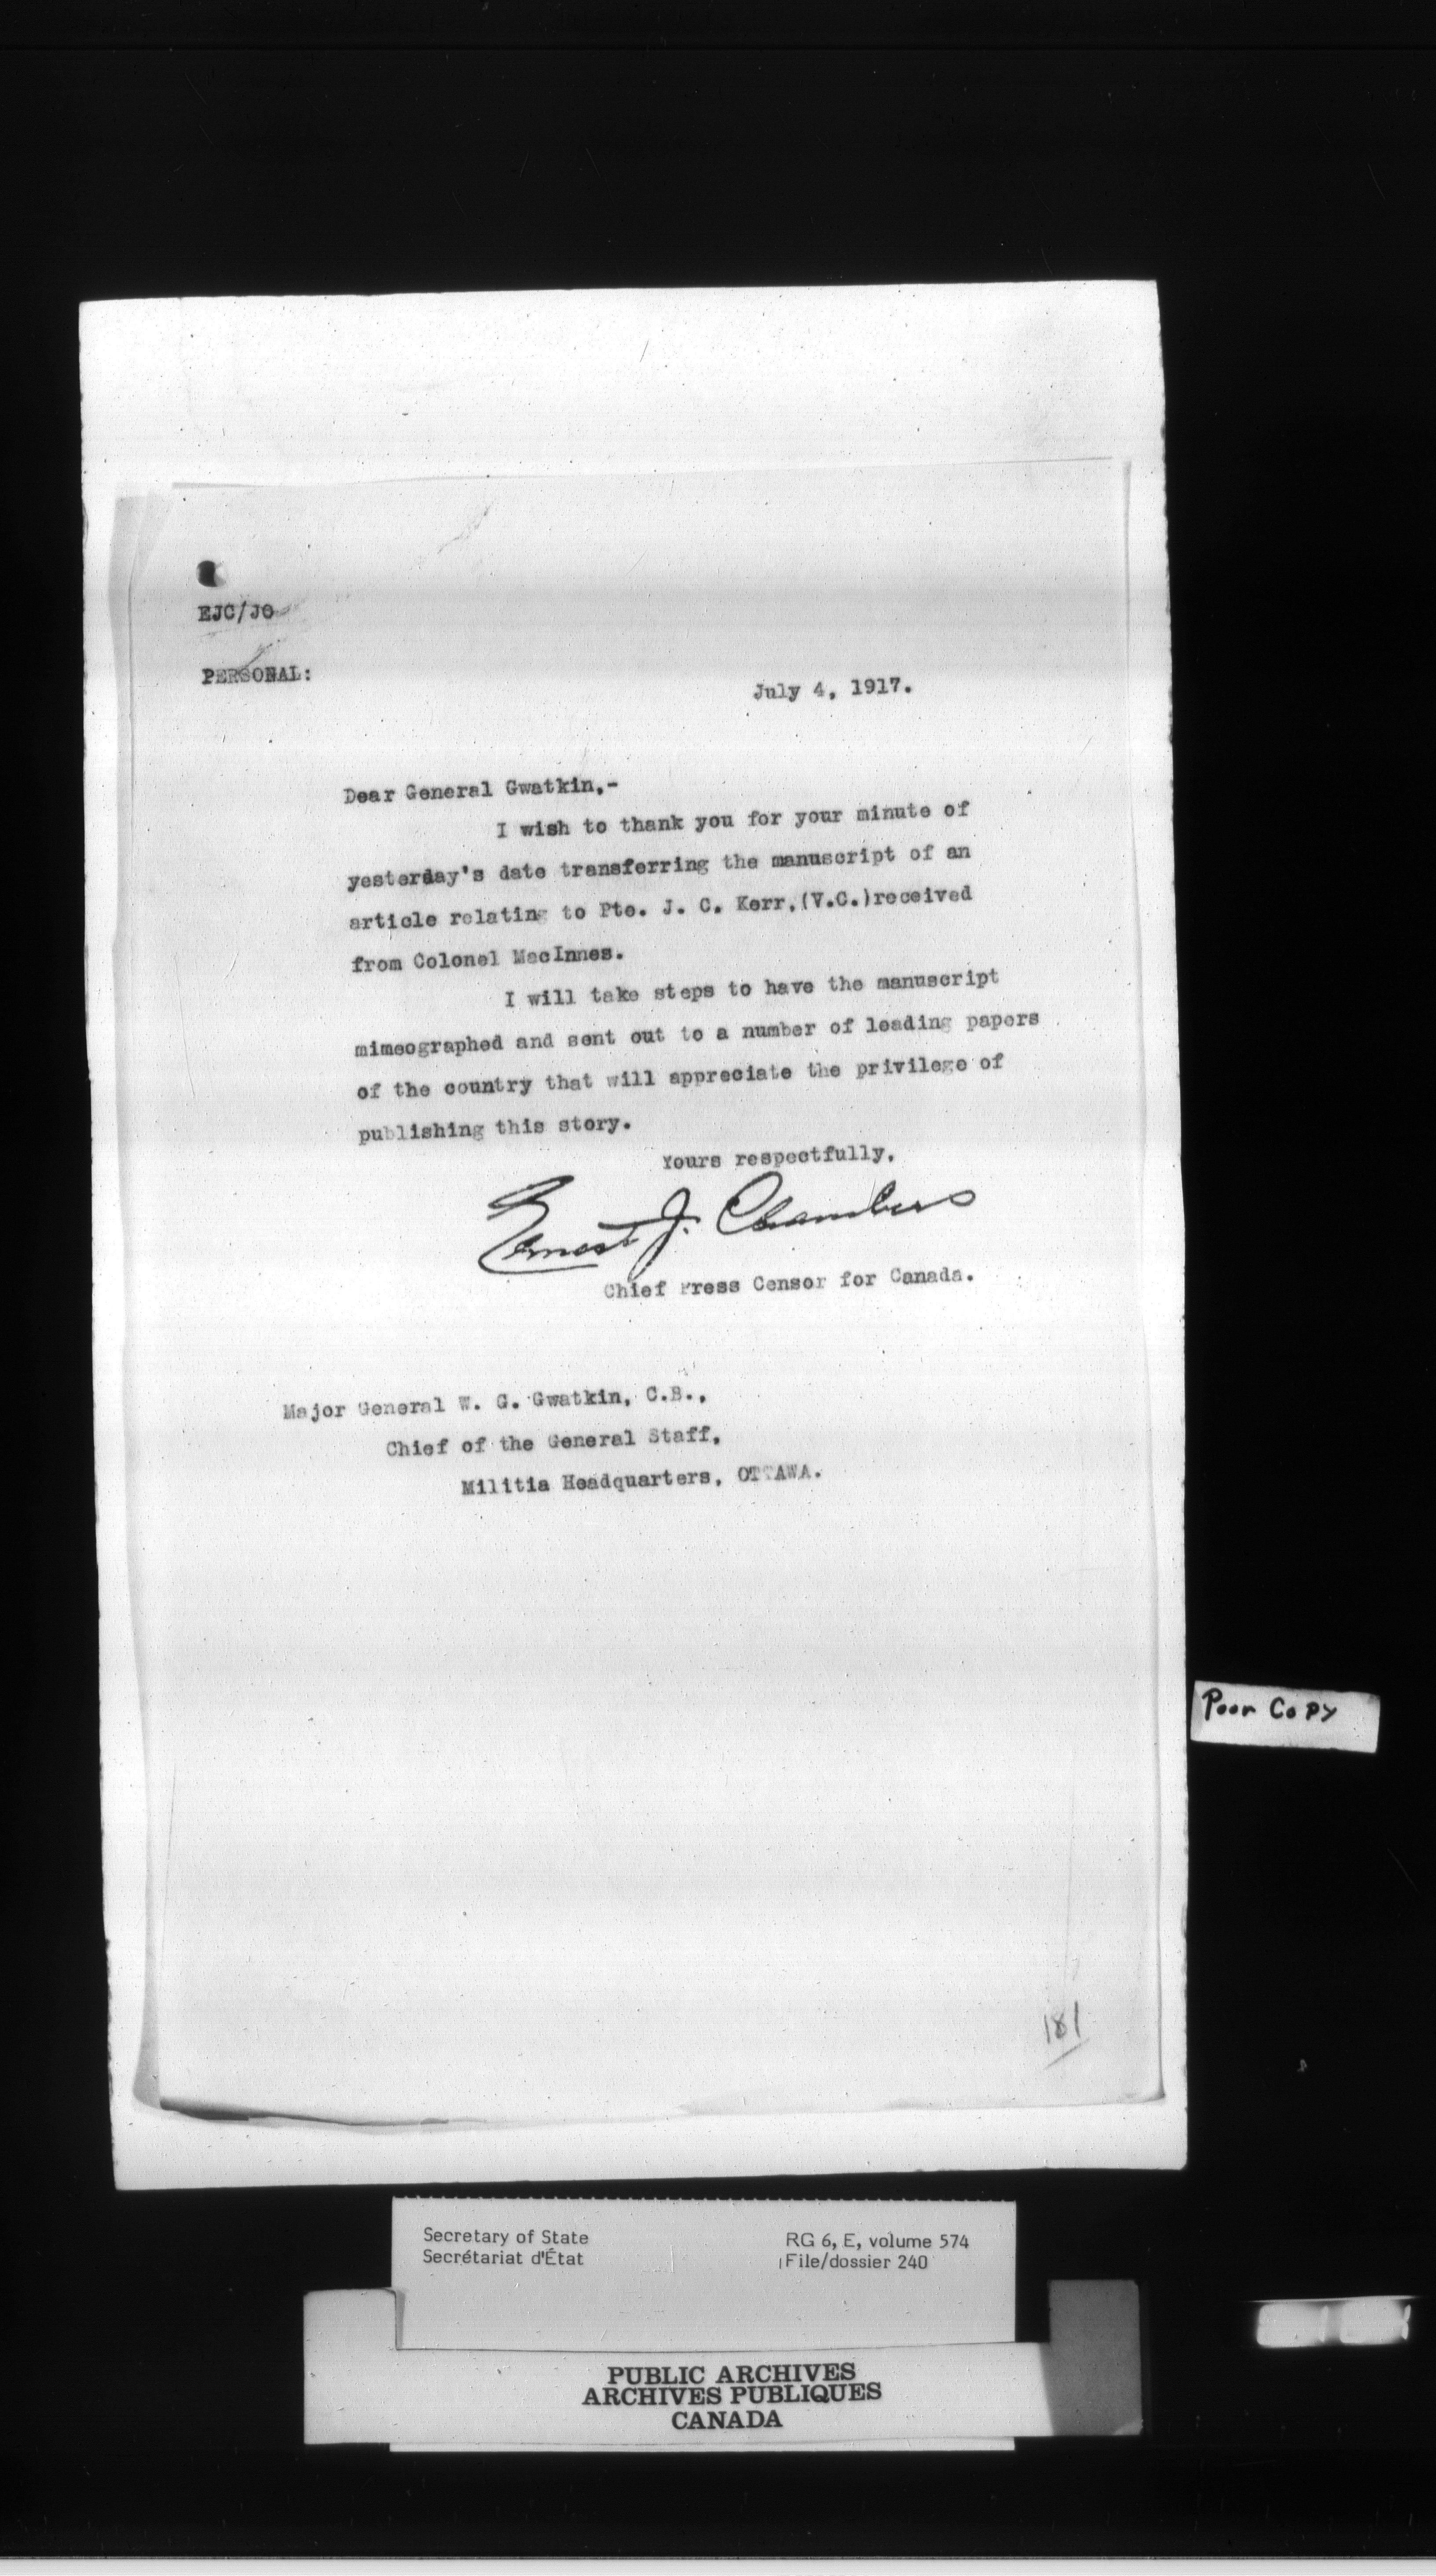 EJC/JO
PERSONAL:
July 4, 1917.
Dear General Gwatkin,-
I wish to thank you for your minute of
yesterday's date transferring the manuscript of an
article relating to Pte. J. C. Kerr,(V.C.)received
from Colonel MacInnes.
I will take steps to have the manuscript
mimeographed and sent out to a number of leading papers
of the country that will appreciate the privilege of
publishing this story.
Yours respectfully,
Ernest J. Chambers
Chief Press Censor for Canada.
Major General W. G. Gwatkin, C.B.,
Chief of the General Staff,
Militia Headquarters, OTTAWA.
Poor Copy
181
Secretary of State
Secrétariat d'État
RG 6, E, volume 574
File/dossier 240
PUBLIC ARCHIVES
ARCHIVES PUBLIQUES
CANADA